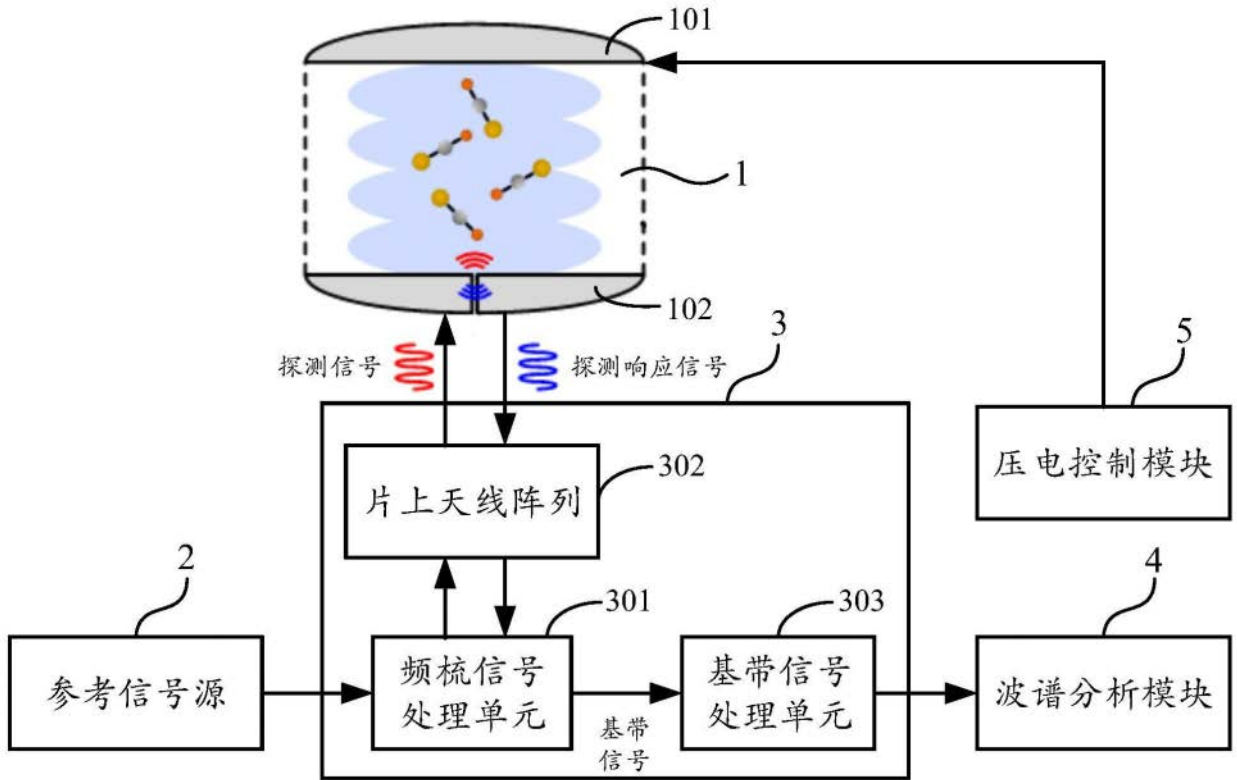 101
1
102
探测信号
探测响应信号
3
5
压电控制模块
302
片上天线阵列
2
301
303
4
参考信号源
频梳信号
处理单元
基带
信号
基带信号
处理单元
波谱分析模块